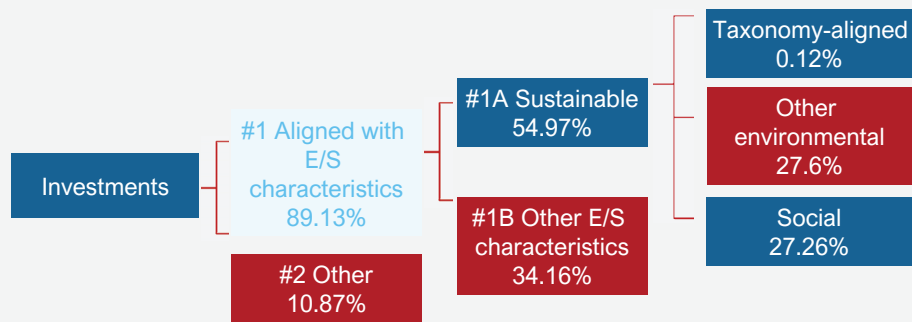 Investments
#1 Aligned with
E/S
characteristics
89.13%
#2 Other
10.87%
#1A Sustainable
54.97%
#1B Other E/S
characteristics
34.16%
Taxonomy-aligned
0.12%
Other
environmental
27.6%
Social
27.26%